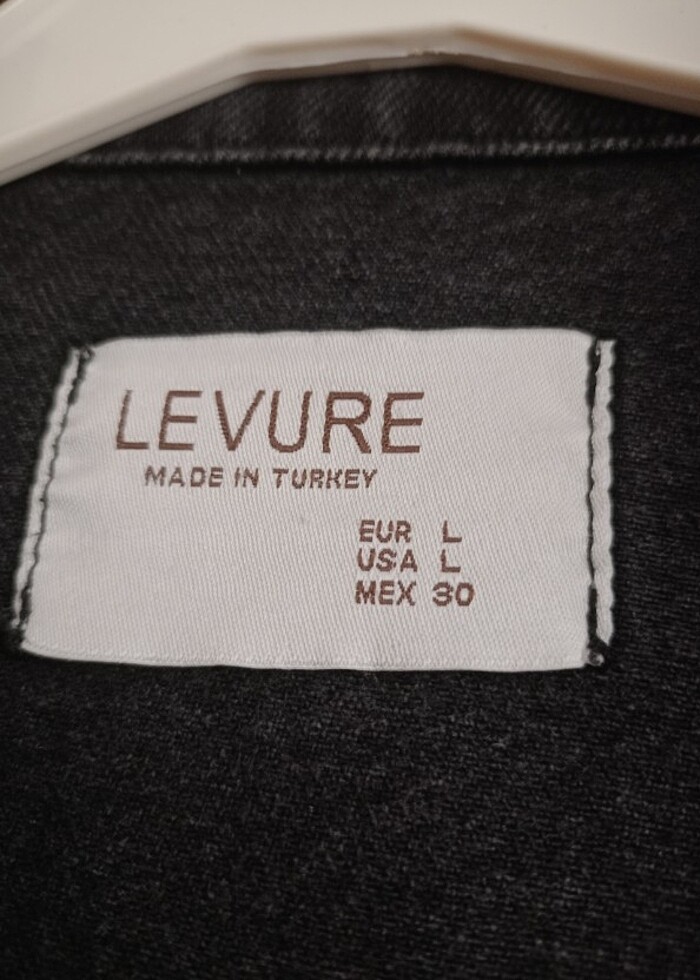 LEVURE
MADE IN TURKEY
EUR L
USA L
MEX 30